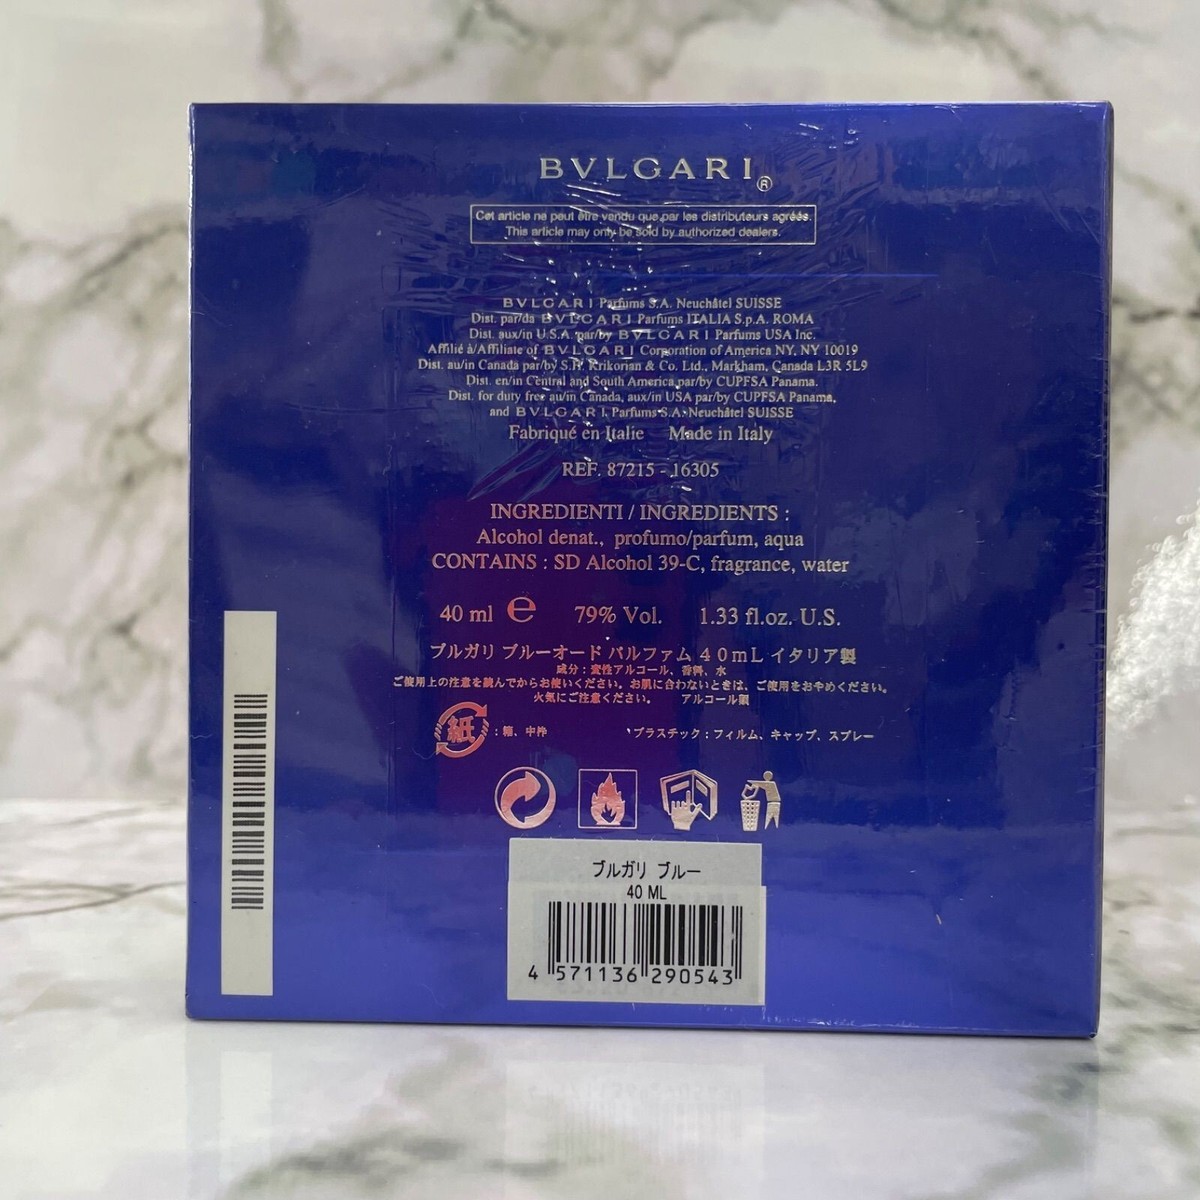 BVLGARI®
Cet article ne peut être vendu que par les distributeurs agréés.
This article may only be sold by authorized dealers.
BVLGARI Parfums S.A. Neuchâtel SUISSE
Dist. par/da BVLGARI Parfums ITALIA S.p.A. ROMA
Dist. aux/in U.S.A. par/by BVLGARI Parfums USA Inc.
Affilié à/Affiliate of BVLGARI Corporation of America NY, NY 10019
Dist. au/in Canada par/by S.H. Krikorian & Co. Ltd., Markham, Canada L3R 5L9
Dist. en/in Central and South America par/by CUPFSA Panama.
Dist. for duty free au/in Canada, aux/in USA par/by CUPFSA Panama,
and BVLGARI Parfums S.A. Neuchâtel SUISSE
Fabriqué en Italie Made in Italy
REF. 87215 - 16305
INGREDIENTI / INGREDIENTS :
Alcohol denat., profumo/parfum, aqua
CONTAINS : SD Alcohol 39-C, fragrance, water
40 ml e 79% Vol. 1.33 fl.oz. U.S.
ブルガリ ブルーオード パルファム 40mL イタリア製
成分：変性アルコール、香料、水
ご使用上の注意を読んでからお使いください。お肌に合わないときは、ご使用をおやめください。
火気にご注意ください。 アルコール類
紙：箱、中枠 プラスチック：フィルム、キャップ、スプレー
ブルガリ ブルー
40 ML
4 571136 290543